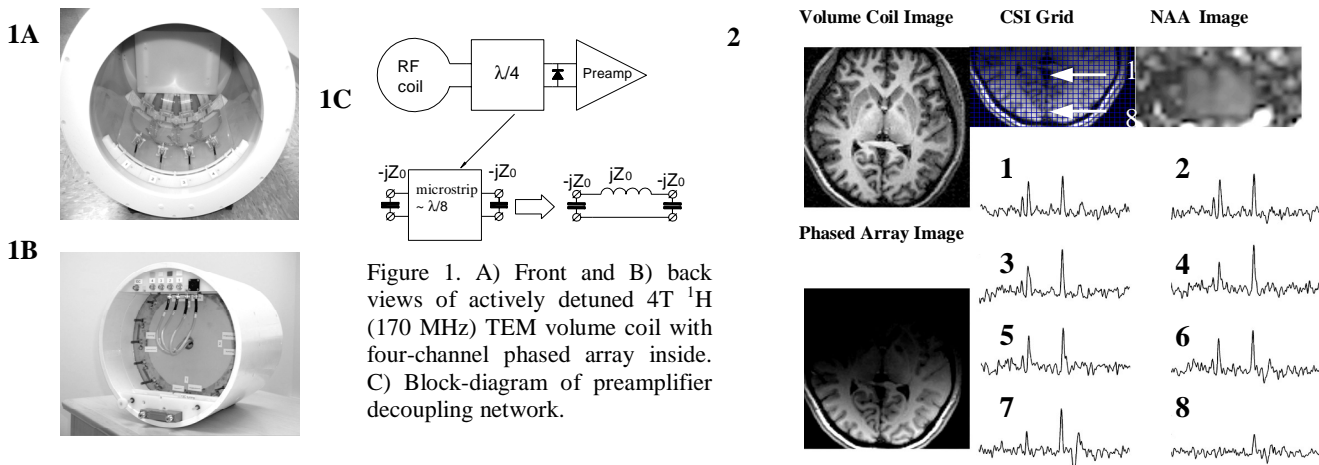 1A
1B
1C
RF
coil
λ/4
Preamp
-jZ0
-jZ0
microstrip
~ λ/8
-jZ0
jZ0
-jZ0
Figure 1. A) Front and B) back
views of actively detuned 4T ¹H
(170 MHz) TEM volume coil with
four-channel phased array inside.
C) Block-diagram of preamplifier
decoupling network.
2
Volume Coil Image
CSI Grid
NAA Image
1
8
Phased Array Image
1
2
3
4
5
6
7
8